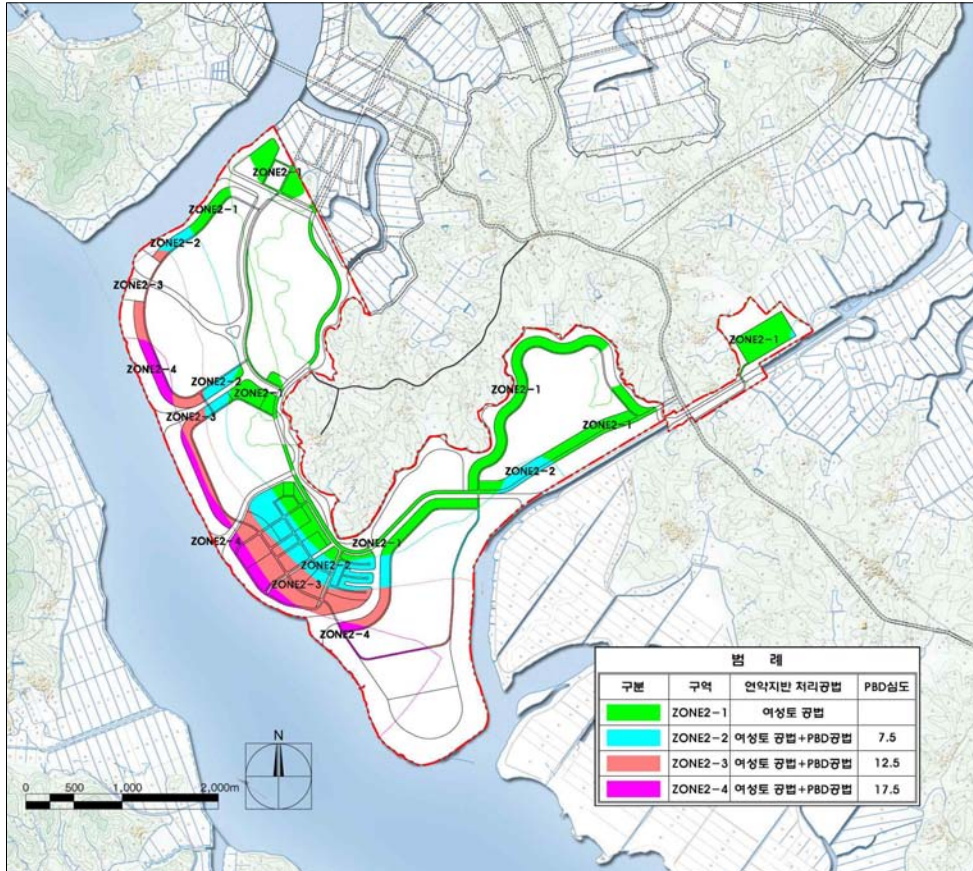 ZONE2-1
ZONE2-1
ZONE2-2
ZONE2-3
ZONE2-4
ZONE2-2
ZONE2-3
ZONE2-1
ZONE2-1
ZONE2-1
ZONE2-2
ZONE2-4
ZONE2-1
ZONE2-2
ZONE2-3
ZONE2-4
N
0 500 1,000 2,000m
범 례
구분 구역 연약지반 처리공법 PBD심도
ZONE2-1 여성토 공법
ZONE2-2 여성토 공법+PBD공법 7.5
ZONE2-3 여성토 공법+PBD공법 12.5
ZONE2-4 여성토 공법+PBD공법 17.5